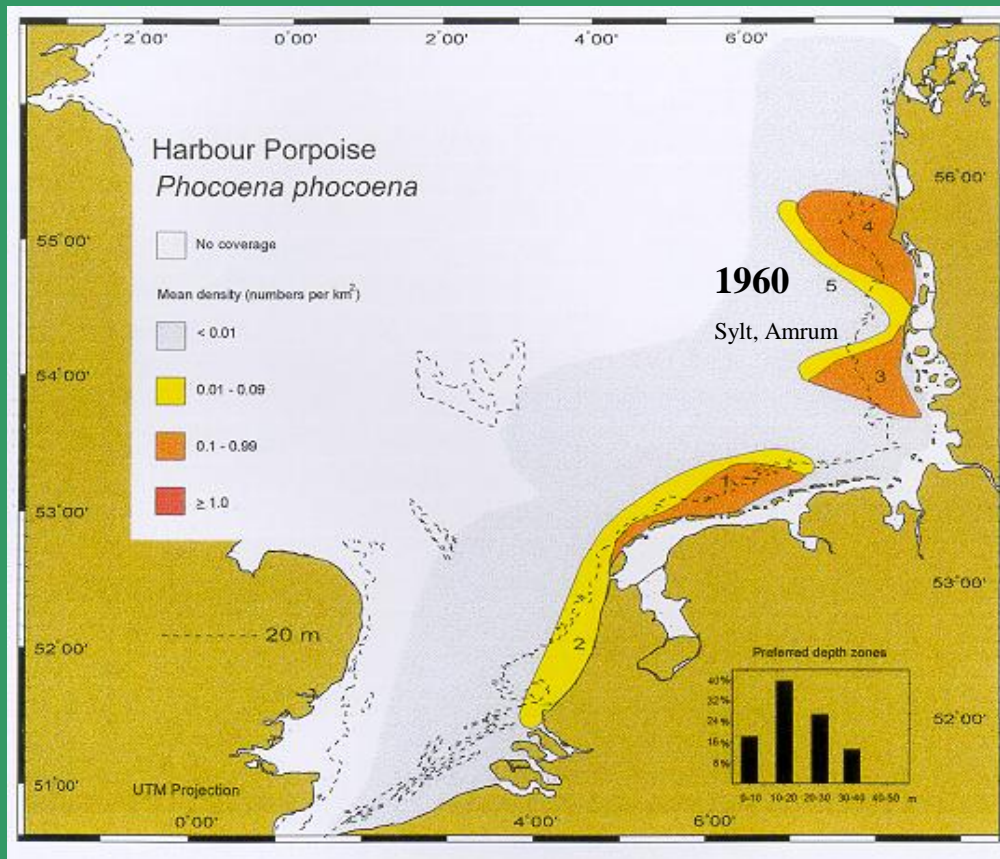 2°00' 0°00' 2°00' 4°00' 6°00'
Harbour Porpoise
Phocoena phocoena
No coverage
Mean density (numbers per km²)
< 0.01
0.01 - 0.09
0.1 - 0.99
≥ 1.0
56°00'
55°00'
4
1960
5
Sylt, Amrum
54°00'
3
1
53°00'
53°00'
2
20 m
52°00'
52°00'
Preferred depth zones
40%
32%
24%
16%
8%
0-10 10-20 20-30 30-40 40-50 m
51°00'
UTM Projection
0°00' 4°00' 6°00'